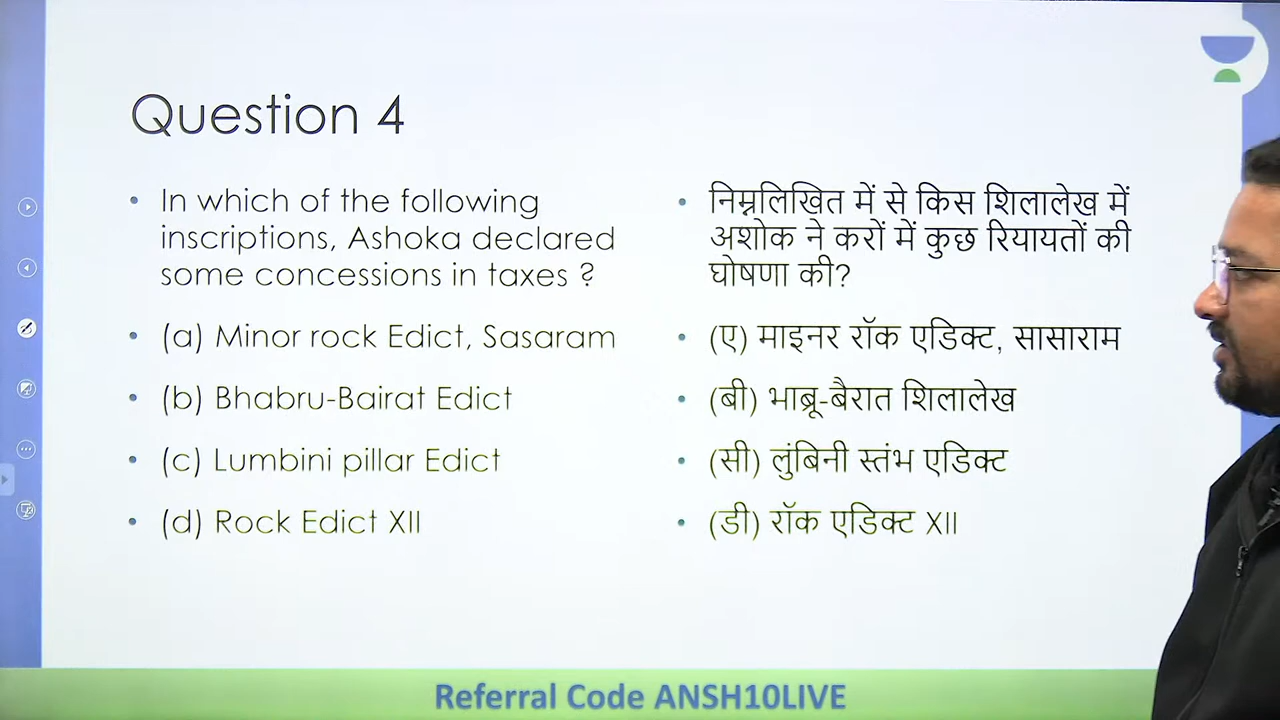 Question 4
In which of the following
inscriptions, Ashoka declared
some concessions in taxes ?
(a) Minor rock Edict, Sasaram
(b) Bhabru-Bairat Edict
(c) Lumbini pillar Edict
(d) Rock Edict XII
निम्नलिखित में से किस शिलालेख में
अशोक ने करों में कुछ रियायतों की
घोषणा की?
(ए) माइनर रॉक एडिक्ट, सासाराम
(बी) भाब्रू-बैरात शिलालेख
(सी) लुंबिनी स्तंभ एडिक्ट
(डी) रॉक एडिक्ट XII
Referral Code ANSH10LIVE